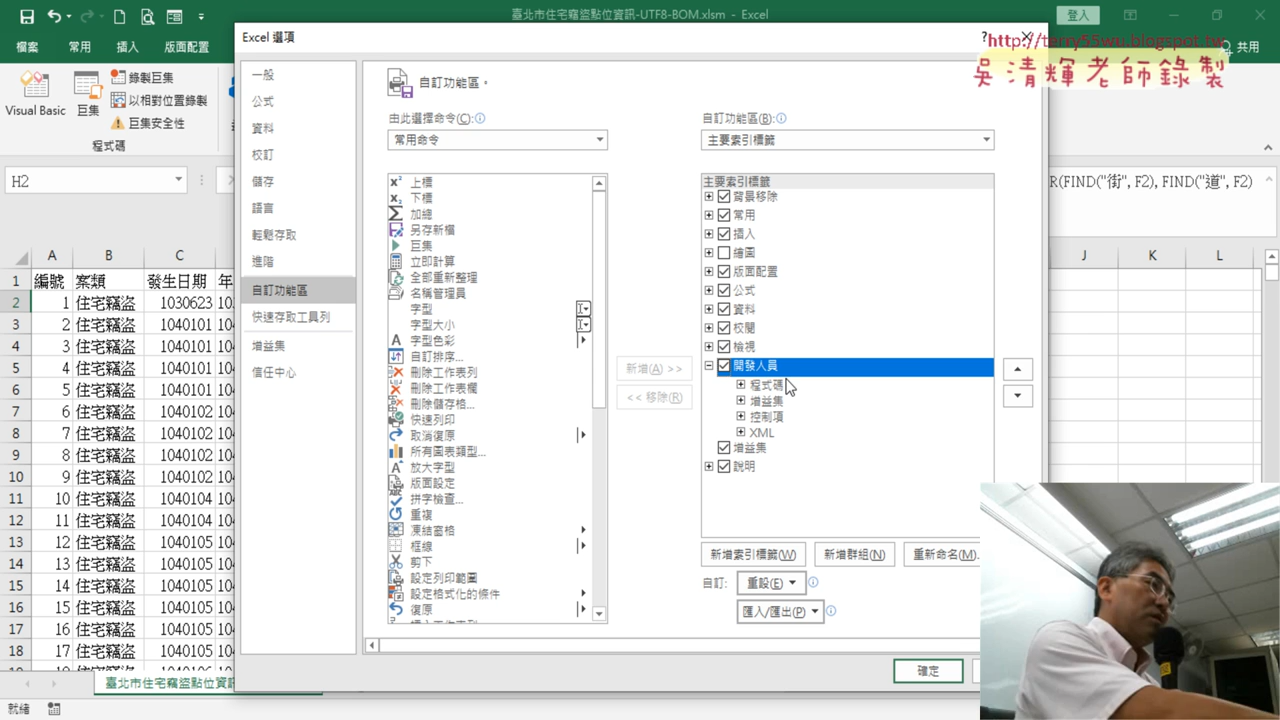 臺北市住宅竊盜點位資訊-UTF8-BOM.xlsm - Excel
登入
檔案 常用 插入 版面配置
共用
http://terry55wu.blogspot.tw
吳清輝老師錄製
Visual Basic
巨集
錄製巨集
以相對位置錄製
巨集安全性
程式碼
H2
R(FIND("街", F2), FIND("道", F2)
Excel 選項
一般
公式
資料
校訂
儲存
語言
輕鬆存取
進階
自訂功能區
快速存取工具列
增益集
信任中心
自訂功能區。
由此選擇命令(C):
常用命令
上標
下標
加總
另存新檔
巨集
立即計算
全部重新整理
名稱管理員
字型
字型大小
字型色彩
自訂排序...
刪除工作表列
刪除工作表欄
刪除儲存格...
快速列印
取消復原
所有圖表類型...
放大字型
版面設定
拼字檢查...
重複
凍結窗格
框線
剪下
設定列印範圍
設定格式化的條件
復原
新增(A) >>
<< 移除(R)
自訂功能區(B):
主要索引標籤
主要索引標籤
背景移除
常用
插入
繪圖
版面配置
公式
資料
校閱
檢視
開發人員
程式碼
增益集
控制項
XML
增益集
說明
新增索引標籤(W) 新增群組(N) 重新命名(M)...
自訂: 重設(E)
匯入/匯出(P)
確定
A B C J K L
1 編號 案類 發生日期 年
2 1 住宅竊盜 1030623 10
3 2 住宅竊盜 1040101 10
4 3 住宅竊盜 1040101 10
5 4 住宅竊盜 1040101 10
6 5 住宅竊盜 1040101 10
7 6 住宅竊盜 1040102 10
8 7 住宅竊盜 1040102 10
9 8 住宅竊盜 1040102 10
10 9 住宅竊盜 1040102 10
11 10 住宅竊盜 1040104 10
12 11 住宅竊盜 1040104 10
13 12 住宅竊盜 1040105 10
14 13 住宅竊盜 1040105 10
15 14 住宅竊盜 1040105 10
16 15 住宅竊盜 1040105 10
17 16 住宅竊盜 1040105 10
18 17 住宅竊盜 1040105 10
臺北市住宅竊盜點位資訊
就緒